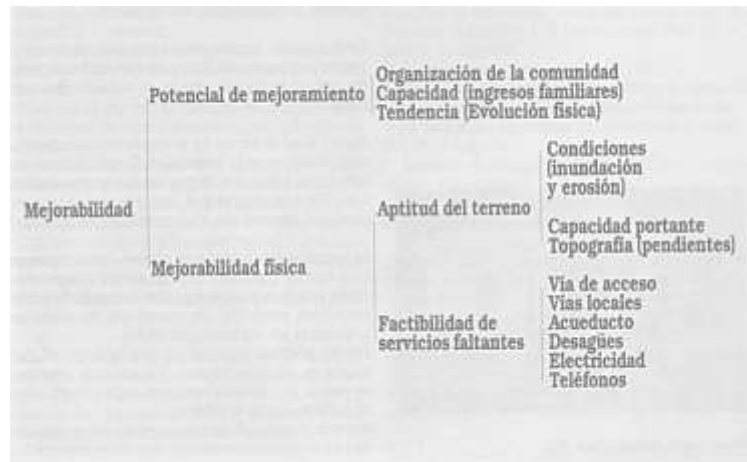 Organización de la comunidad
Potencial de mejoramiento
Capacidad (ingresos familiares)
Tendencia (Evolución física)
Condiciones
(inundación
y erosión)
Mejorabilidad
Aptitud del terreno
Capacidad portante
Topografía (pendientes)
Mejorabilidad física
Vía de acceso
Vías locales
Factibilidad de
servicios faltantes
Acueducto
Desagües
Electricidad
Teléfonos